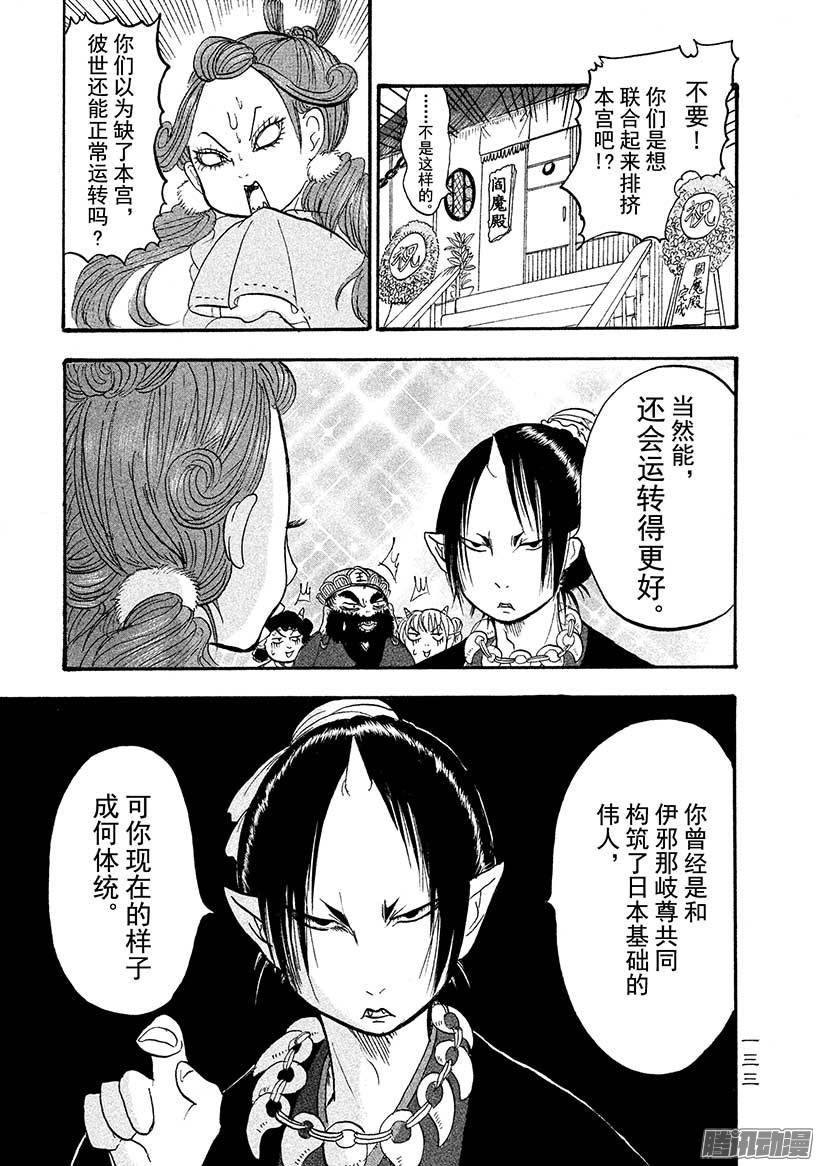 不要！
你们是想
联合起来排挤
本宫吧!?
……不是这样的。
阎魔殿
祝
祝
阎魔殿
完成
你们以为缺了本宫，
彼世还能正常运转吗？
当然能，
还会运转得更好。
王
你曾经是和
伊邪那岐尊共同
构筑了日本基础的
伟人，
可你现在的样子
成何体统。
一三三
腾讯动漫